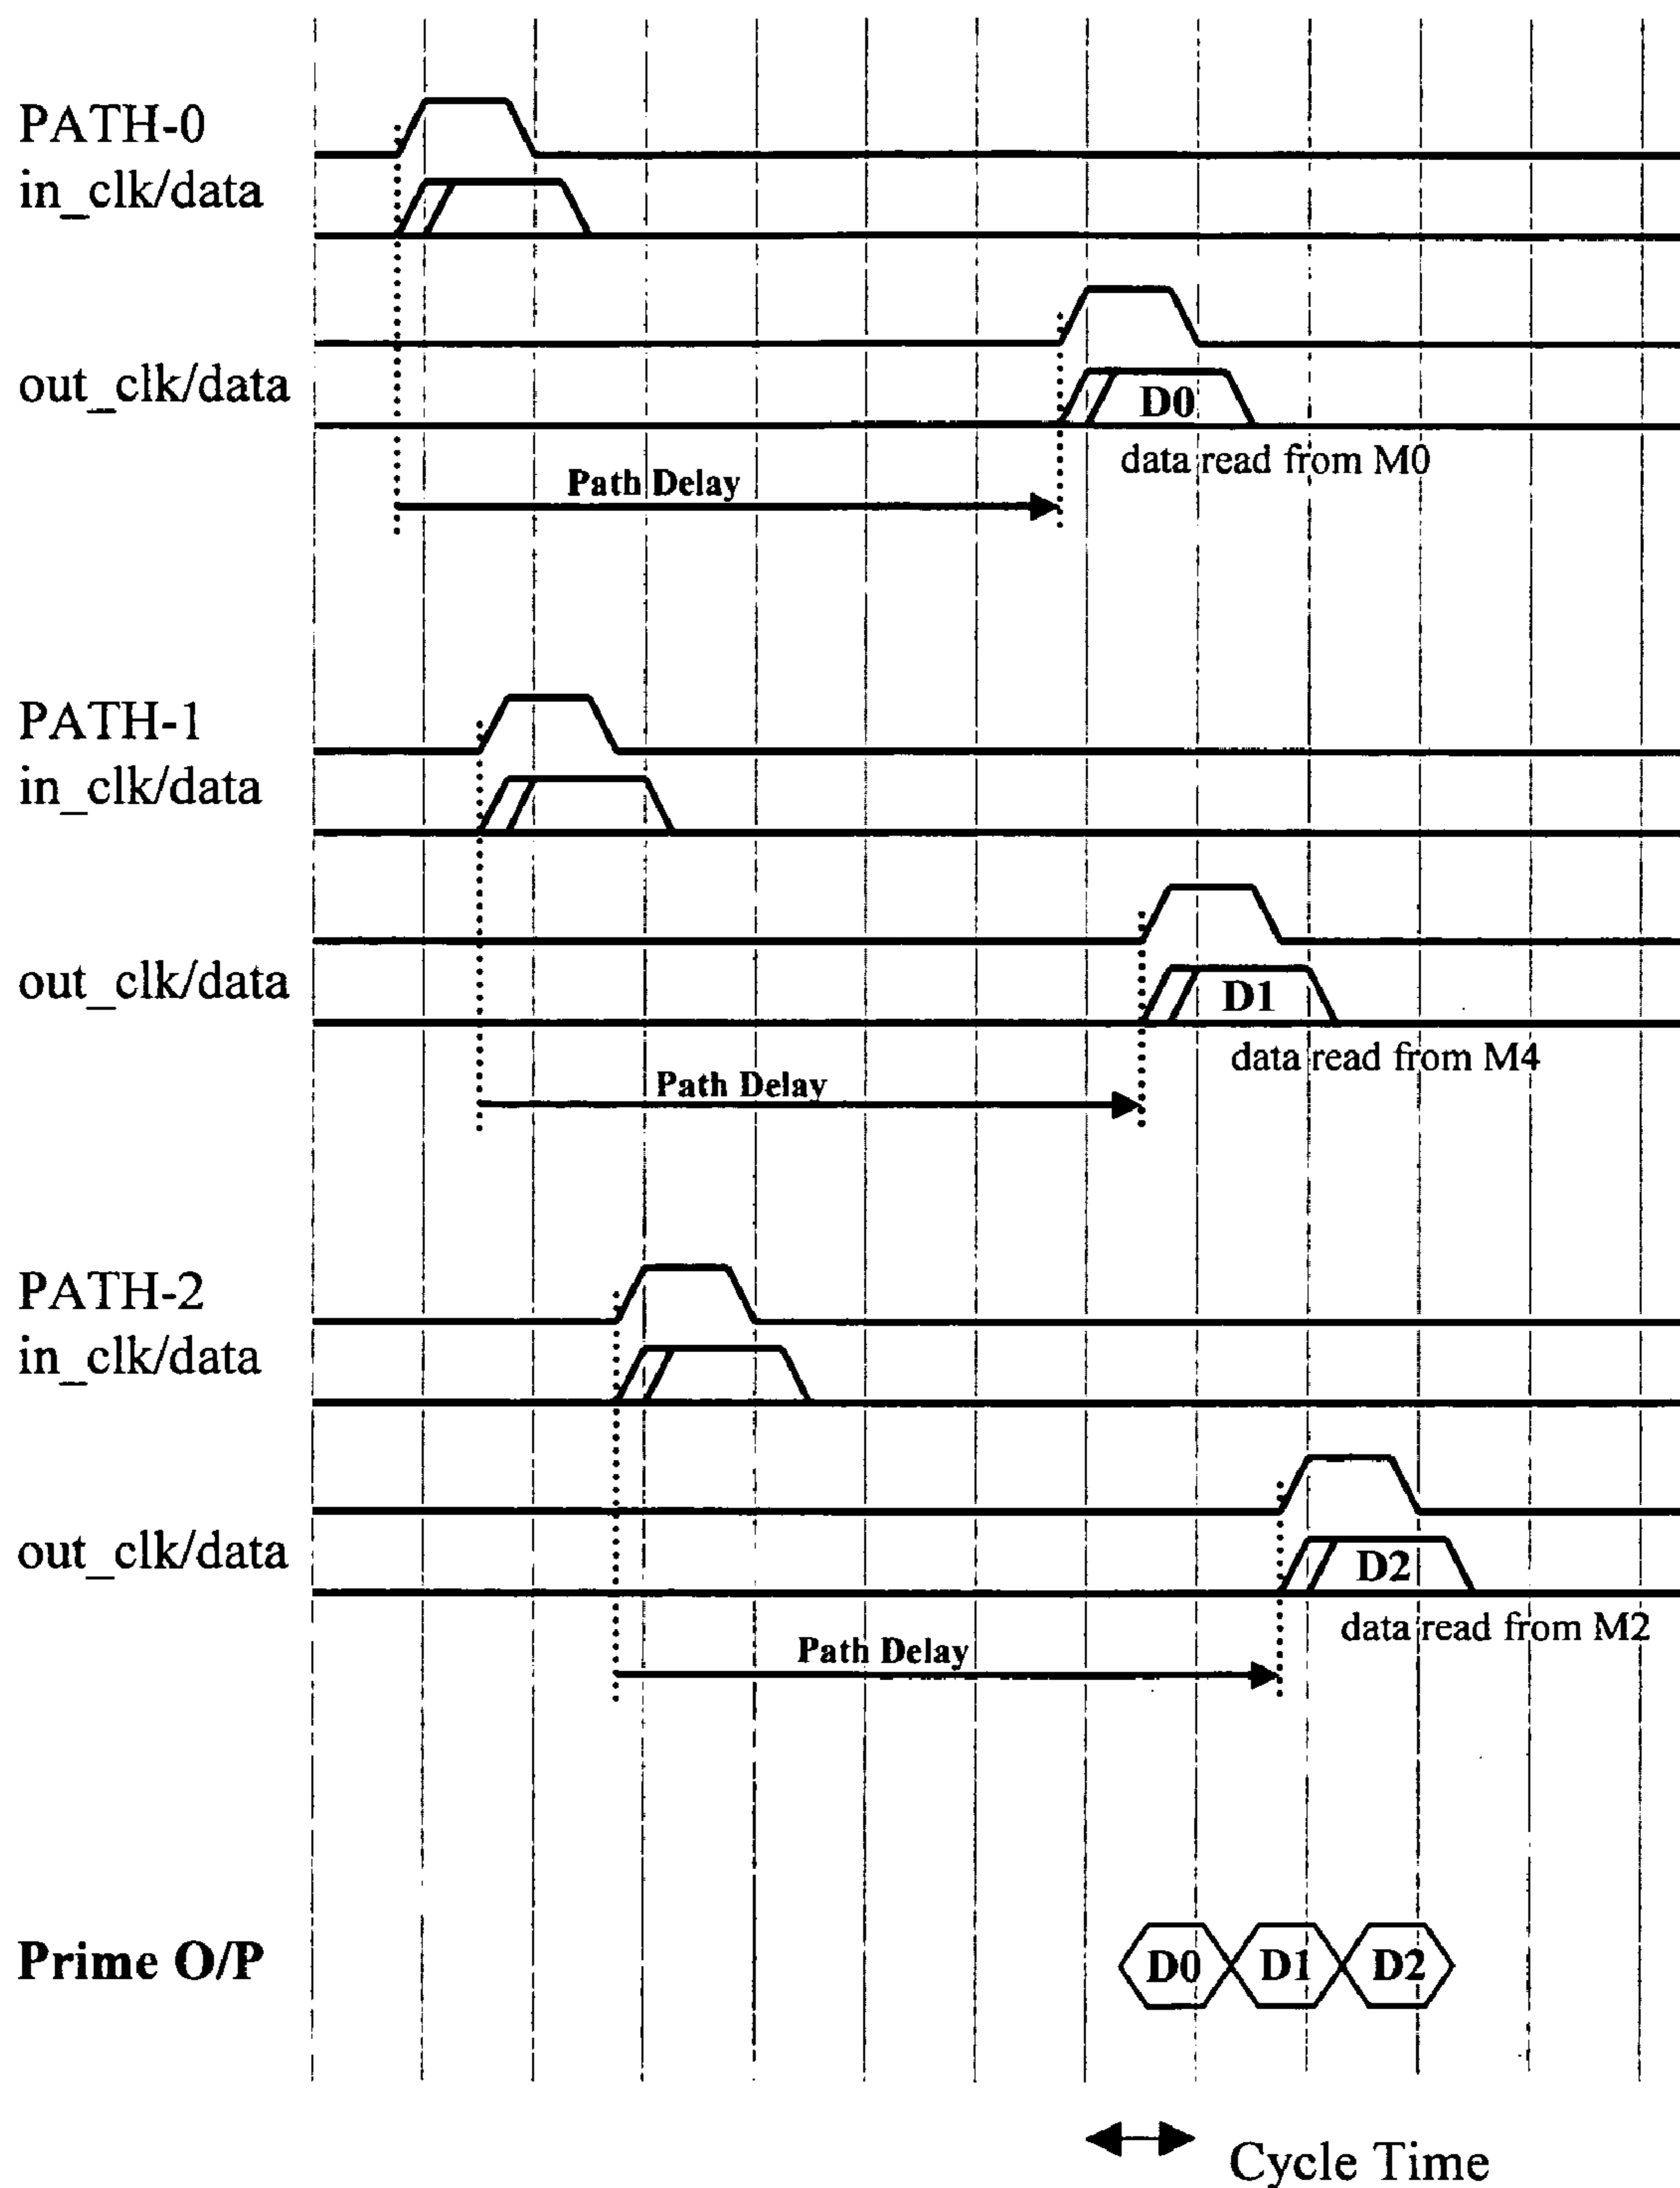 PATH-0
in_clk/data
out_clk/data
D0
data read from M0
Path Delay
PATH-1
in_clk/data
out_clk/data
D1
data read from M4
Path Delay
PATH-2
in_clk/data
out_clk/data
D2
data read from M2
Path Delay
Prime O/P
D0 D1 D2
Cycle Time